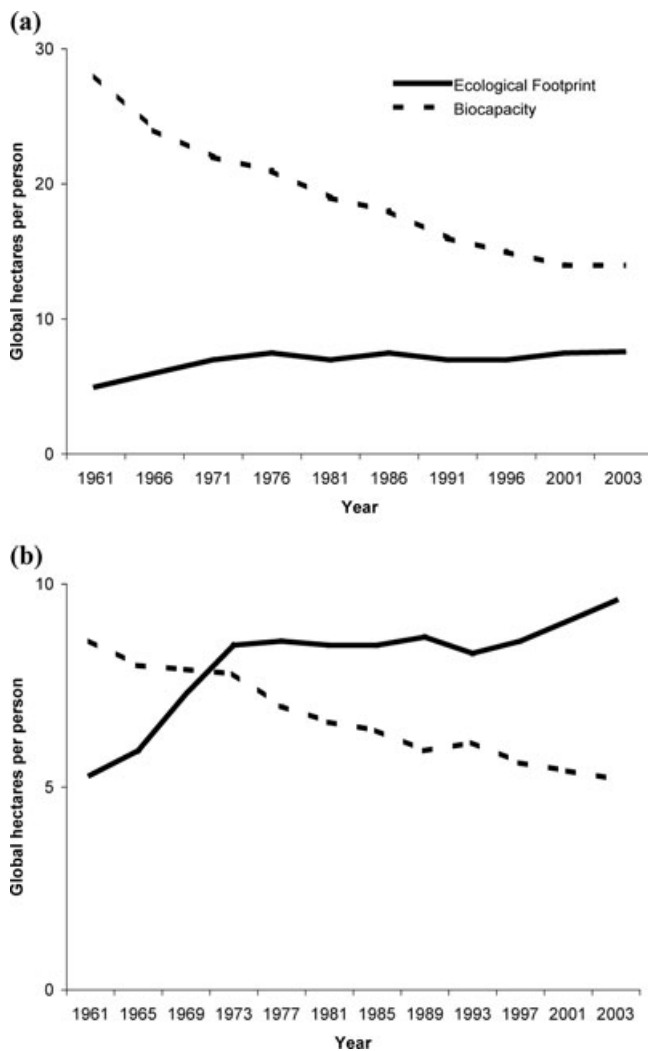 (a)
30
Ecological Footprint
Biocapacity
20
Global hectares per person
10
0
1961 1966 1971 1976 1981 1986 1991 1996 2001 2003
Year
(b)
10
Global hectares per person
5
0
1961 1965 1969 1973 1977 1981 1985 1989 1993 1997 2001 2003
Year